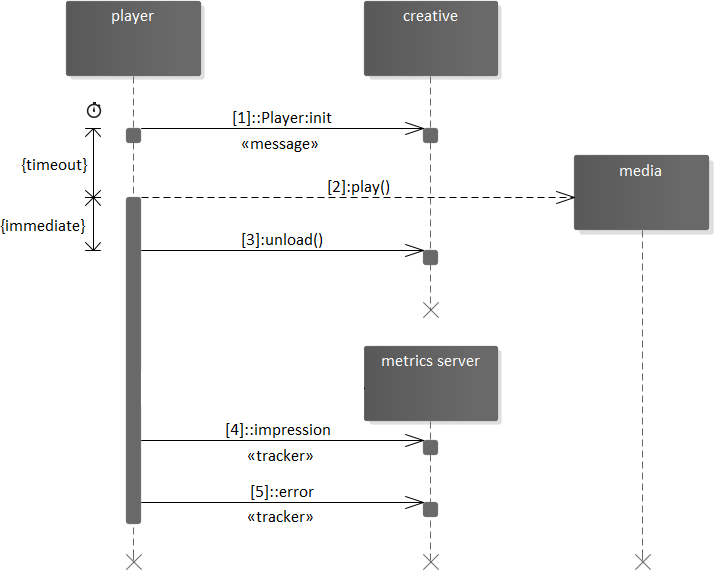 player
creative
[1]::Player:init
«message»
{timeout}
media
[2]:play()
{immediate}
[3]:unload()
metrics server
[4]::impression
«tracker»
[5]::error
«tracker»